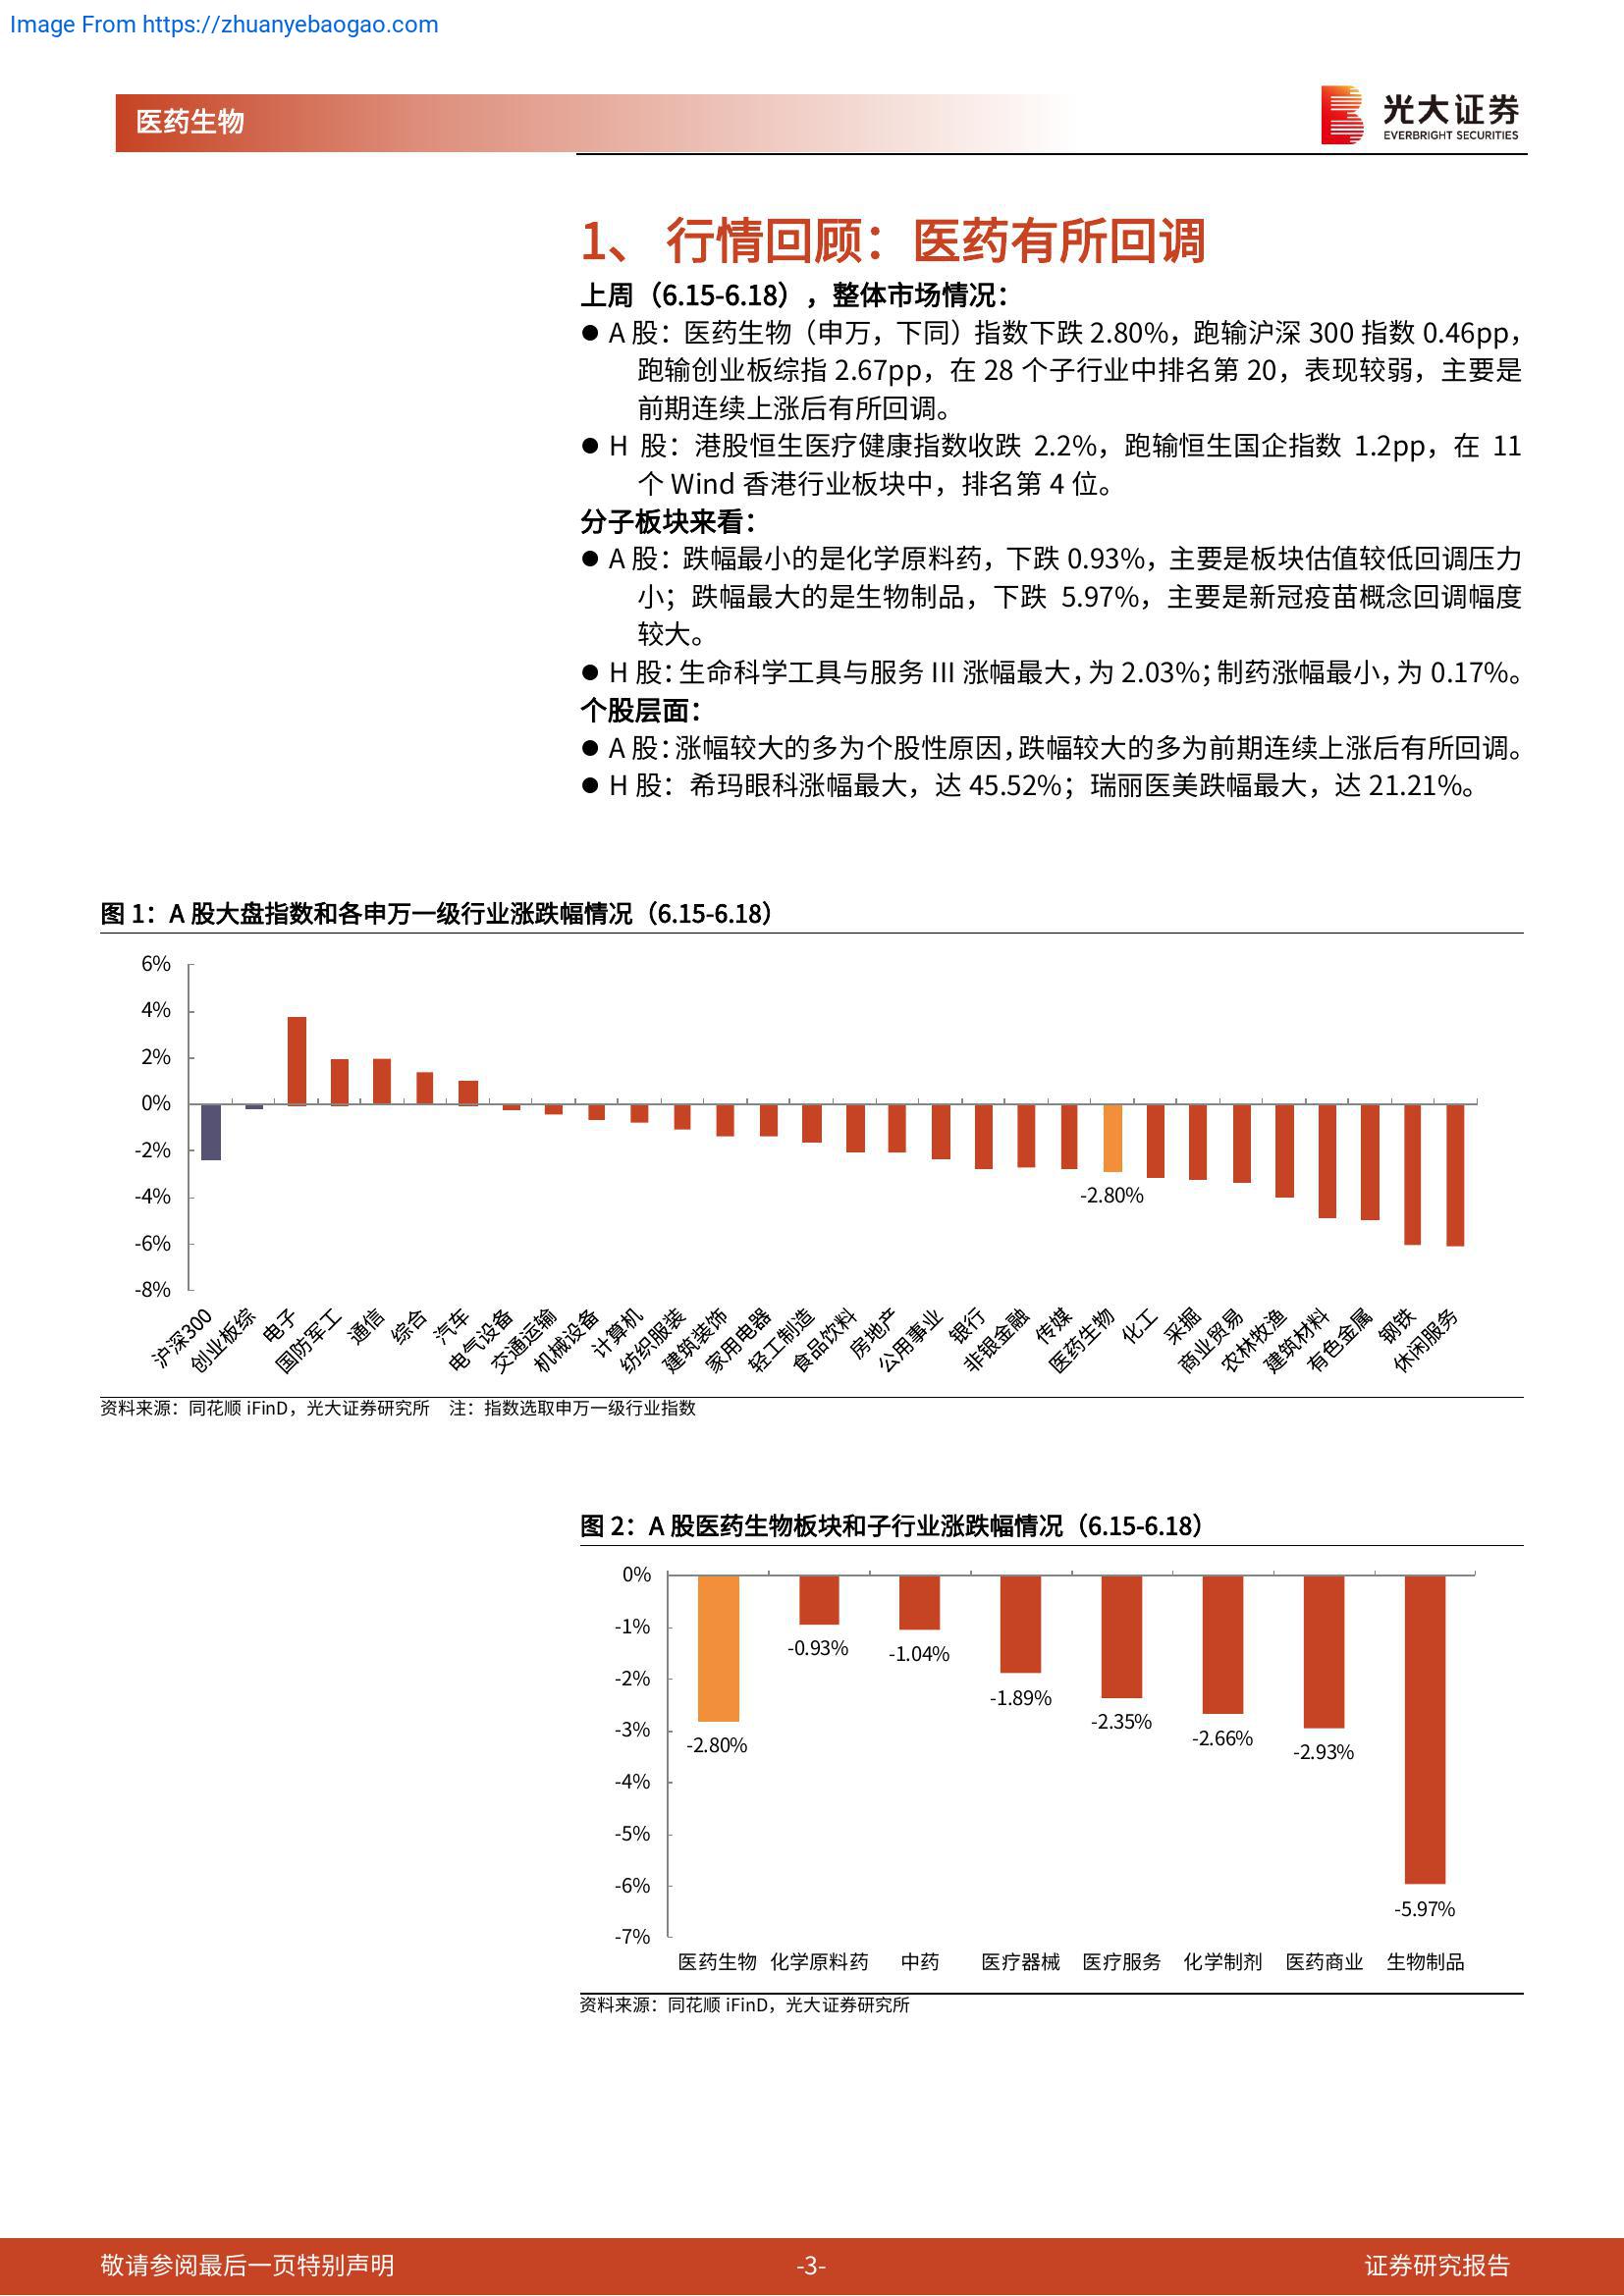 Image From https://zhuanyebaogao.com
医药生物
光大证券
EVERBRIGHT SECURITIES
1、 行情回顾：医药有所回调
上周（6.15-6.18），整体市场情况：
● A 股：医药生物（申万，下同）指数下跌 2.80%，跑输沪深 300 指数 0.46pp，
跑输创业板综指 2.67pp，在 28 个子行业中排名第 20，表现较弱，主要是
前期连续上涨后有所回调。
● H 股：港股恒生医疗健康指数收跌 2.2%，跑输恒生国企指数 1.2pp，在 11
个 Wind 香港行业板块中，排名第 4 位。
分子板块来看：
● A 股：跌幅最小的是化学原料药，下跌 0.93%，主要是板块估值较低回调压力
小；跌幅最大的是生物制品，下跌 5.97%，主要是新冠疫苗概念回调幅度
较大。
● H 股：生命科学工具与服务 III 涨幅最大，为 2.03%；制药涨幅最小，为 0.17%。
个股层面：
● A 股：涨幅较大的多为个股性原因，跌幅较大的多为前期连续上涨后有所回调。
● H 股：希玛眼科涨幅最大，达 45.52%；瑞丽医美跌幅最大，达 21.21%。
图 1：A 股大盘指数和各申万一级行业涨跌幅情况（6.15-6.18）
6%
4%
2%
0%
-2%
-4%
-6%
-8%
-2.80%
沪深300 创业板综 电子 国防军工 通信 综合 汽车 电气设备 交通运输 机械设备 计算机 纺织服装 建筑装饰 家用电器 轻工制造 食品饮料 房地产 公用事业 银行 非银金融 传媒 医药生物 化工 采掘 商业贸易 农林牧渔 建筑材料 有色金属 钢铁 休闲服务
资料来源：同花顺 iFinD，光大证券研究所 注：指数选取申万一级行业指数
图 2：A 股医药生物板块和子行业涨跌幅情况（6.15-6.18）
0%
-1%
-2%
-3%
-4%
-5%
-6%
-7%
-2.80%
-0.93%
-1.04%
-1.89%
-2.35%
-2.66%
-2.93%
-5.97%
医药生物 化学原料药 中药 医疗器械 医疗服务 化学制剂 医药商业 生物制品
资料来源：同花顺 iFinD，光大证券研究所
敬请参阅最后一页特别声明 -3- 证券研究报告